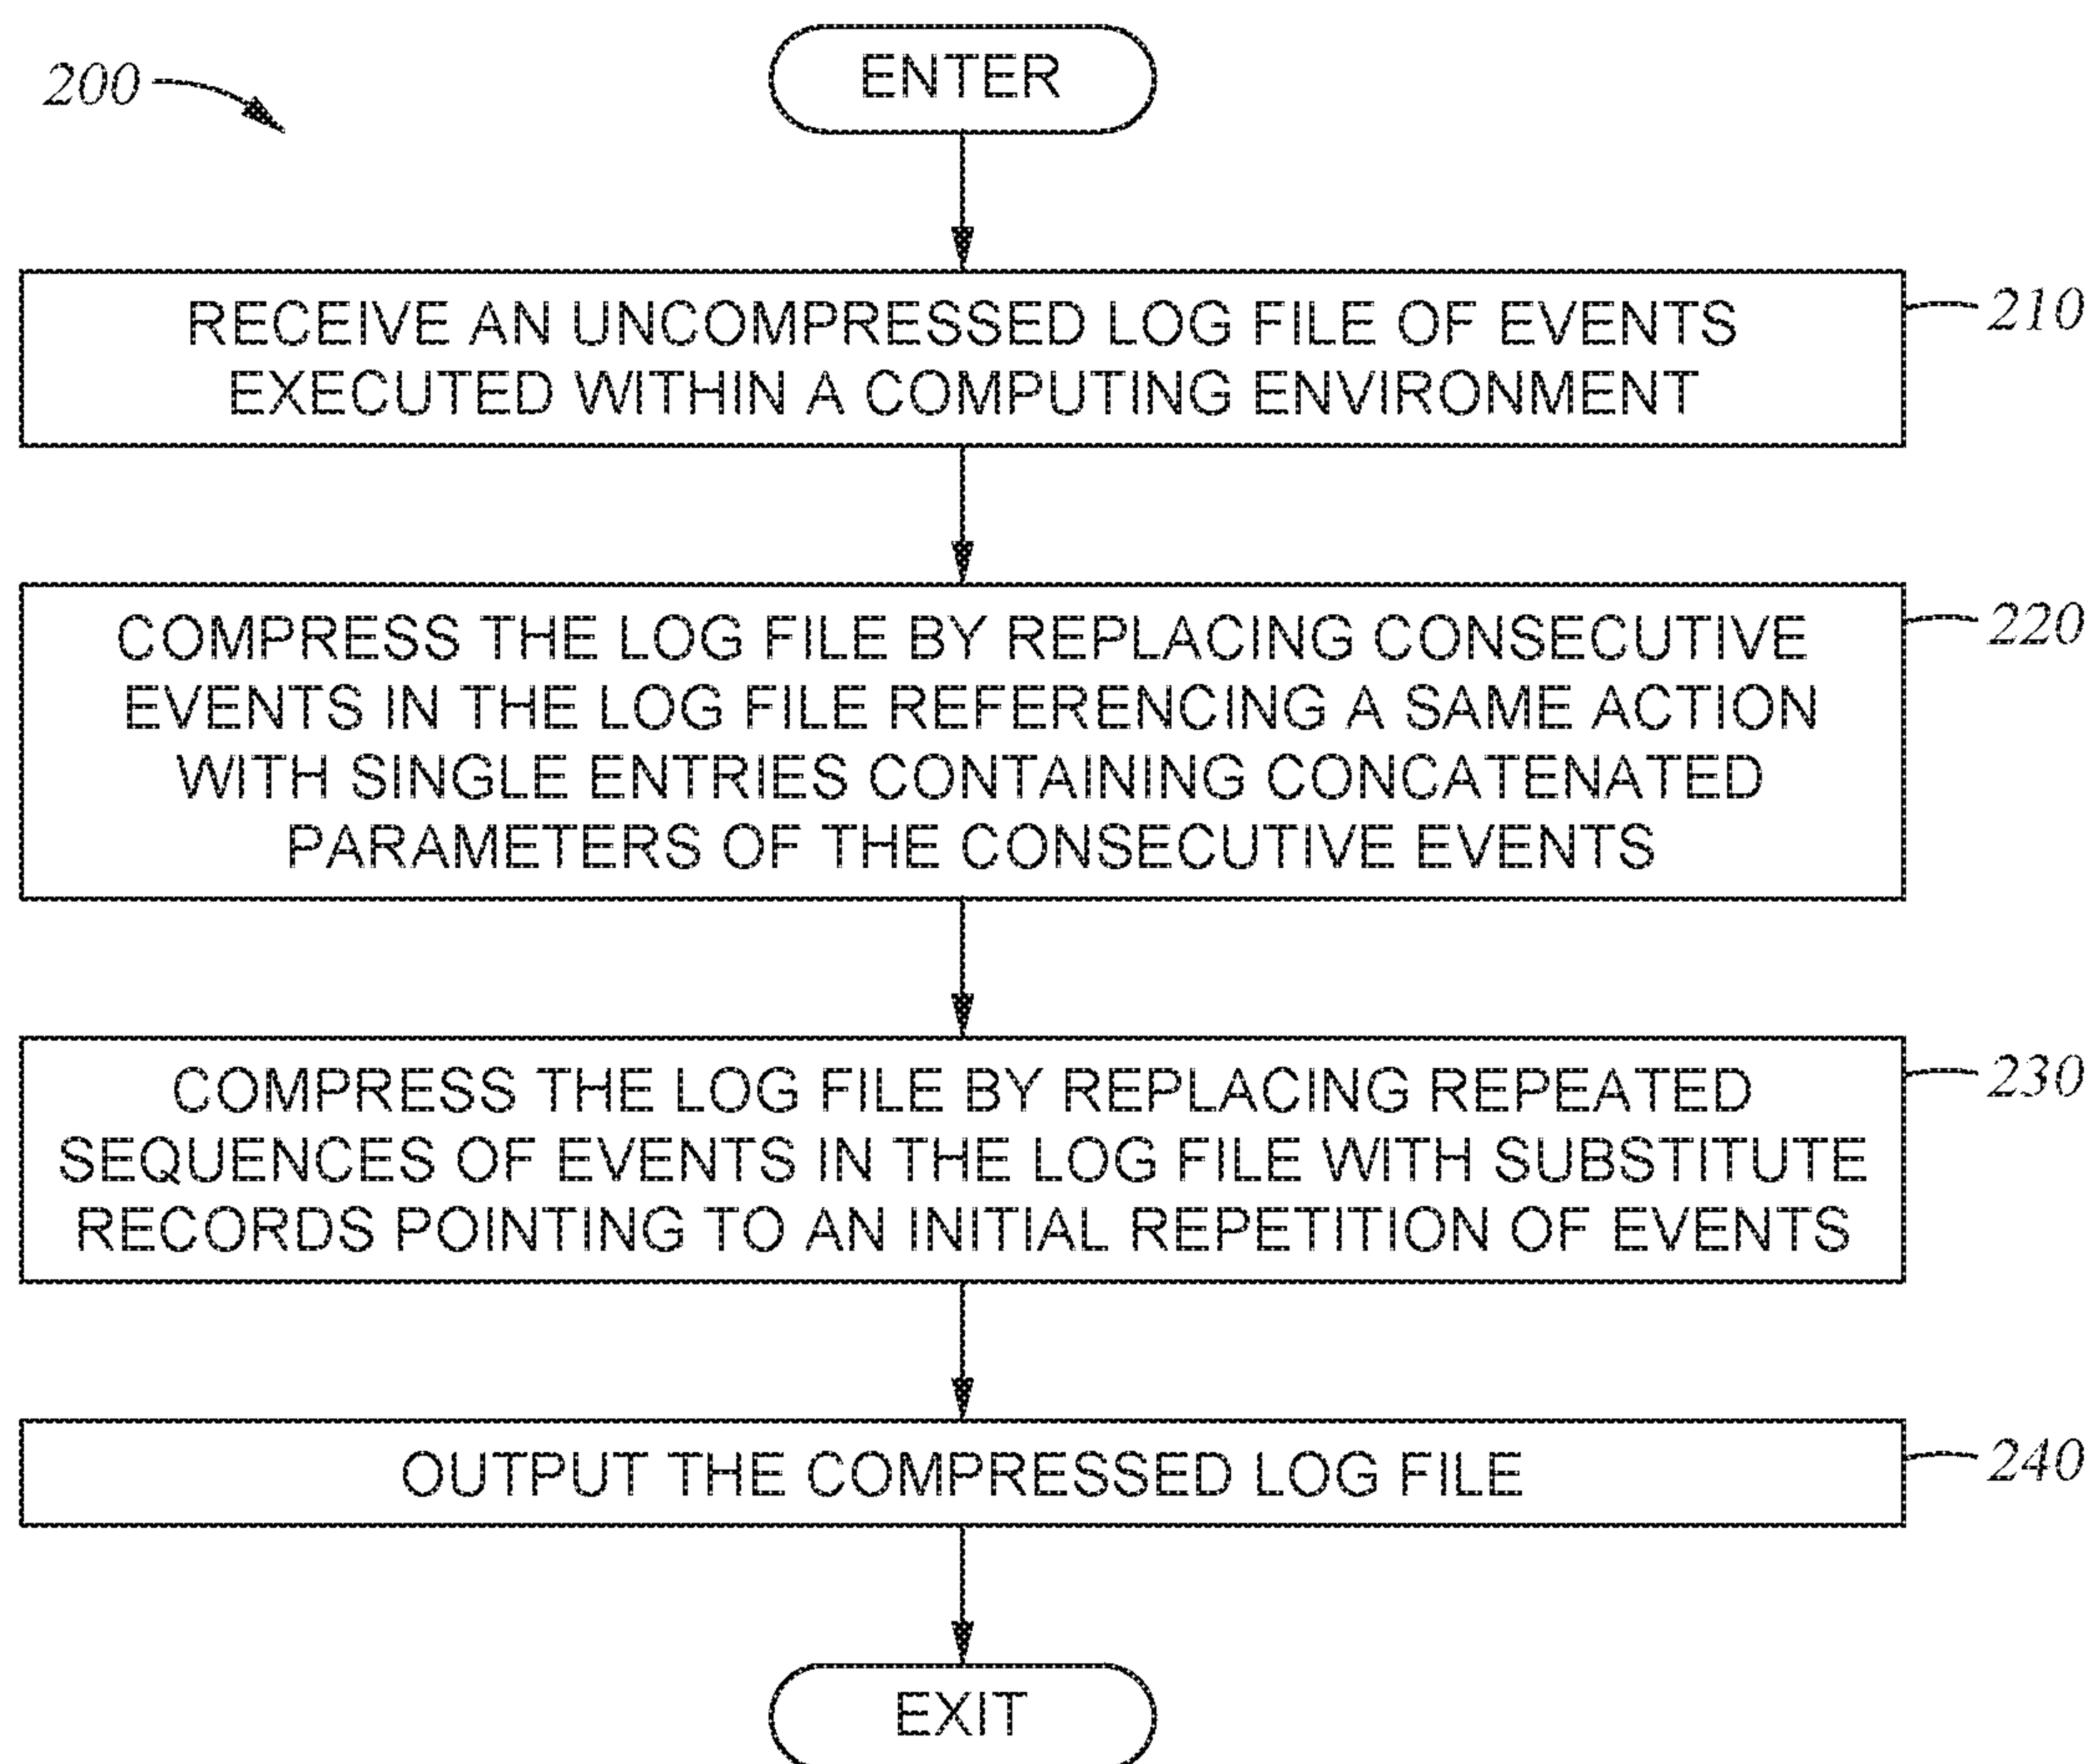 200
ENTER
RECEIVE AN UNCOMPRESSED LOG FILE OF EVENTS
EXECUTED WITHIN A COMPUTING ENVIRONMENT
210
COMPRESS THE LOG FILE BY REPLACING CONSECUTIVE
EVENTS IN THE LOG FILE REFERENCING A SAME ACTION
WITH SINGLE ENTRIES CONTAINING CONCATENATED
PARAMETERS OF THE CONSECUTIVE EVENTS
220
COMPRESS THE LOG FILE BY REPLACING REPEATED
SEQUENCES OF EVENTS IN THE LOG FILE WITH SUBSTITUTE
RECORDS POINTING TO AN INITIAL REPETITION OF EVENTS
230
OUTPUT THE COMPRESSED LOG FILE
240
EXIT